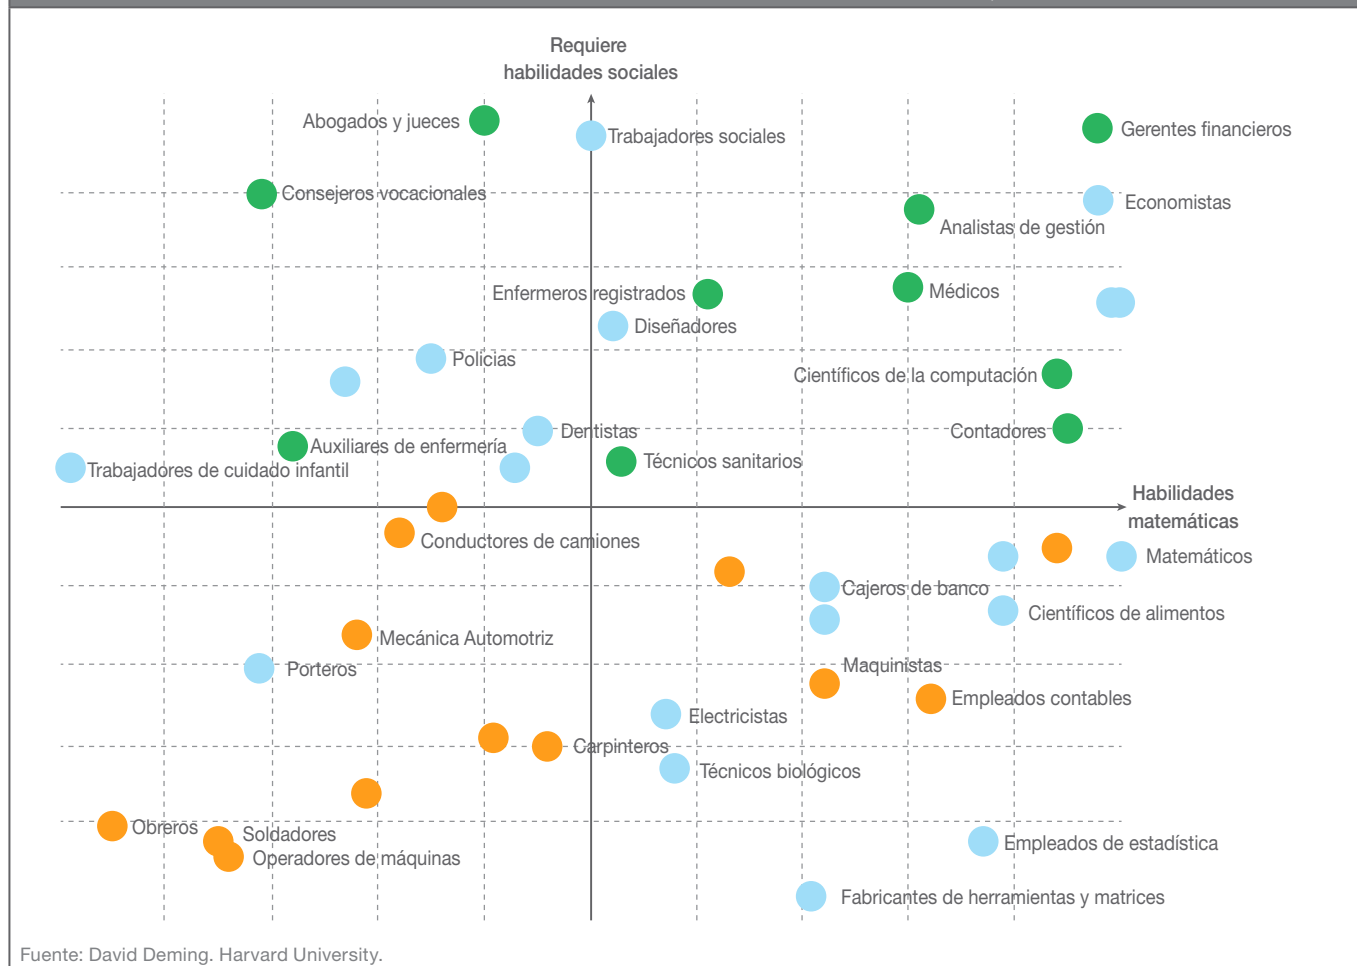 Requiere
habilidades sociales
Abogados y jueces
Trabajadores sociales
Gerentes financieros
Consejeros vocacionales
Economistas
Analistas de gestión
Enfermeros registrados
Médicos
Diseñadores
Policias
Científicos de la computación
Dentistas
Contadores
Auxiliares de enfermería
Técnicos sanitarios
Trabajadores de cuidado infantil
Habilidades
matemáticas
Conductores de camiones
Matemáticos
Cajeros de banco
Científicos de alimentos
Mecánica Automotriz
Porteros
Maquinistas
Empleados contables
Electricistas
Carpinteros
Técnicos biológicos
Obreros
Soldadores
Operadores de máquinas
Empleados de estadística
Fabricantes de herramientas y matrices
Fuente: David Deming. Harvard University.